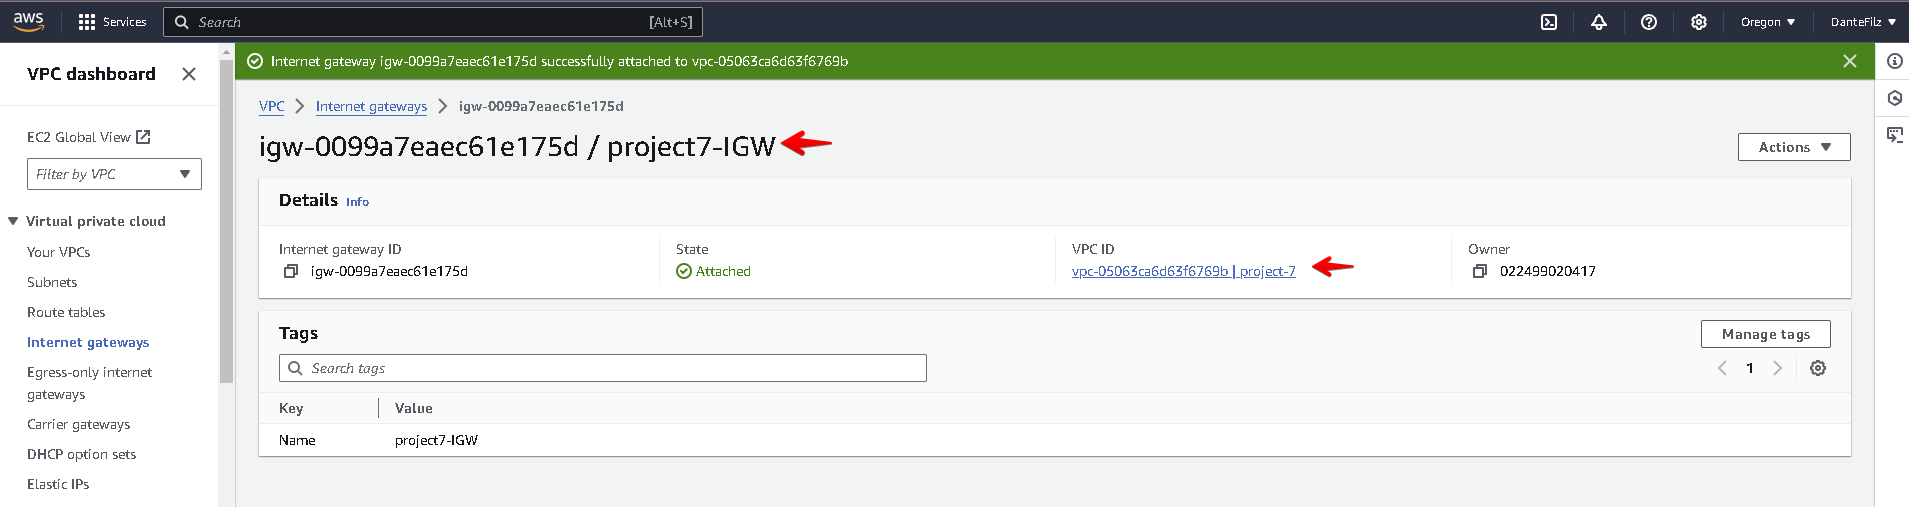 aws Services Search [Alt+S] Oregon DanteFilz
VPC dashboard
EC2 Global View
Filter by VPC
Virtual private cloud
Your VPCs
Subnets
Route tables
Internet gateways
Egress-only internet
gateways
Carrier gateways
DHCP option sets
Elastic IPs
Internet gateway igw-0099a7eaec61e175d successfully attached to vpc-05063ca6d63f6769b
VPC Internet gateways igw-0099a7eaec61e175d
igw-0099a7eaec61e175d / project7-IGW
Actions
Details Info
Internet gateway ID
igw-0099a7eaec61e175d
State
Attached
VPC ID
vpc-05063ca6d63f6769b | project-7
Owner
022499020417
Tags
Manage tags
Search tags
1
Key Value
Name project7-IGW